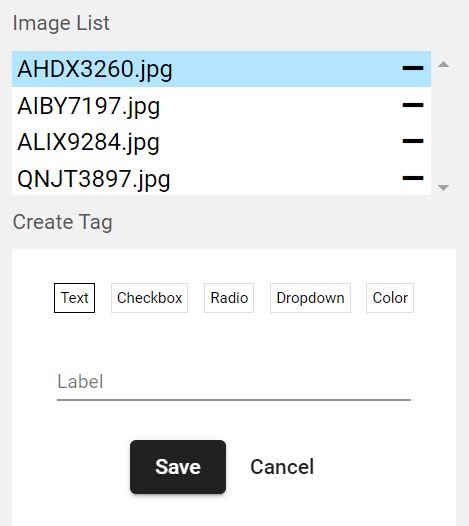 Image List
AHDX3260.jpg
AIBY7197.jpg
ALIX9284.jpg
QNJT3897.jpg
Create Tag
Text Checkbox Radio Dropdown Color
Label
Save Cancel